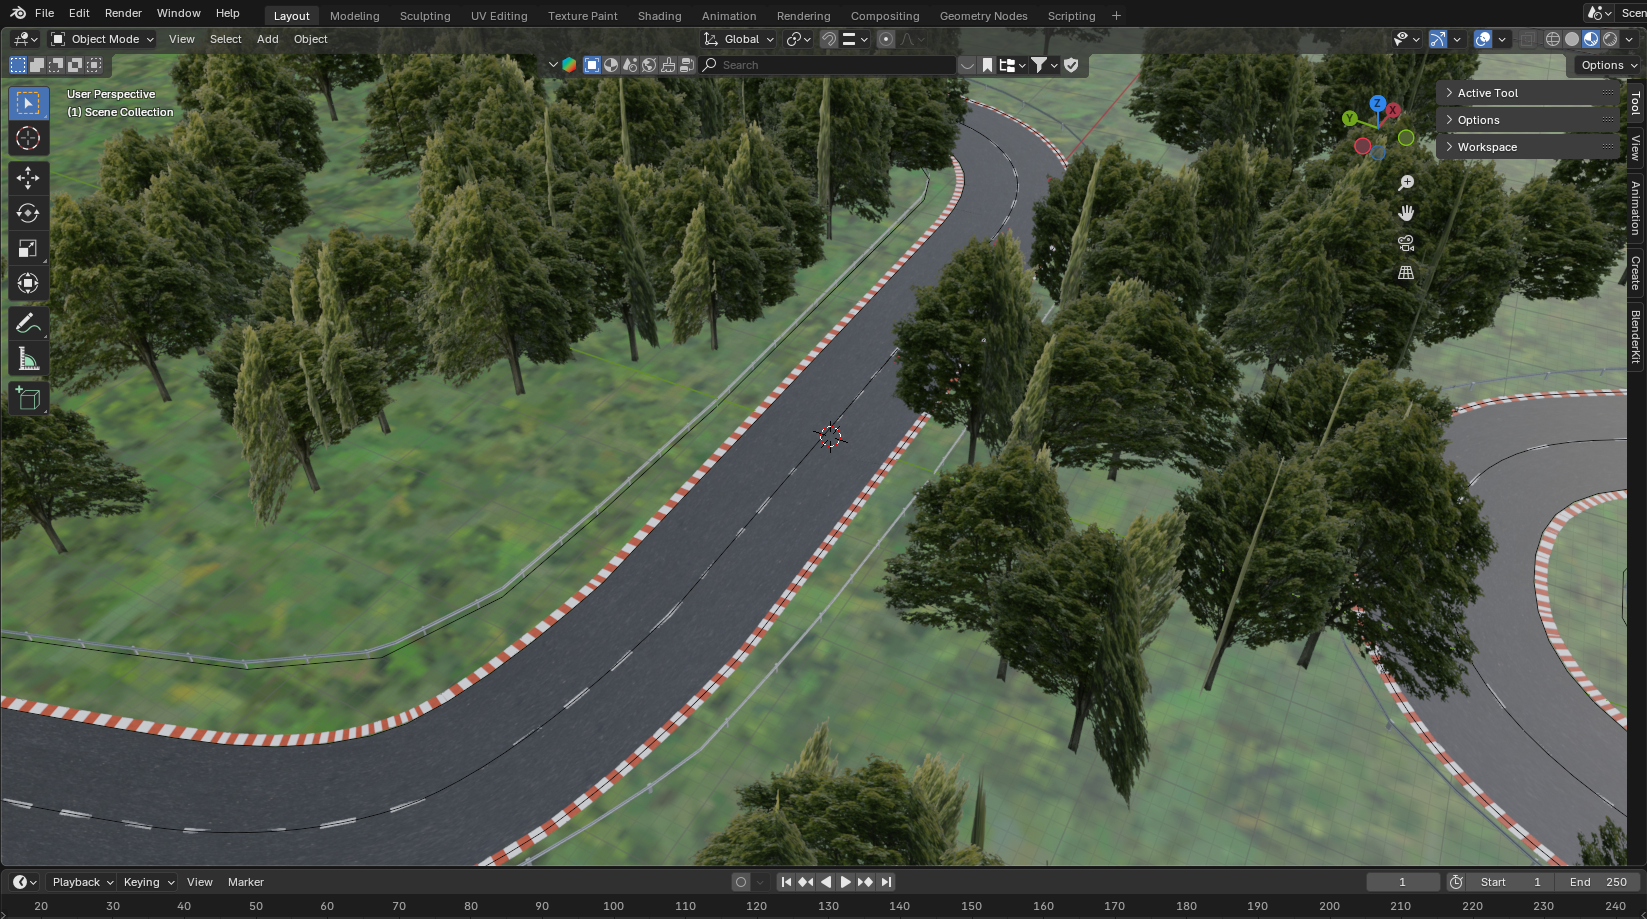 File Edit Render Window Help Layout Modeling Sculpting UV Editing Texture Paint Shading Animation Rendering Compositing Geometry Nodes Scripting + Scen
Object Mode View Select Add Object Global
Search Options
User Perspective
(1) Scene Collection
Z
X
Y
Active Tool
Options
Workspace
Tool
View
Animation
Create
BlenderKit
Playback Keying View Marker 1 Start 1 End 250
20 30 40 50 60 70 80 90 100 110 120 130 140 150 160 170 180 190 200 210 220 230 240